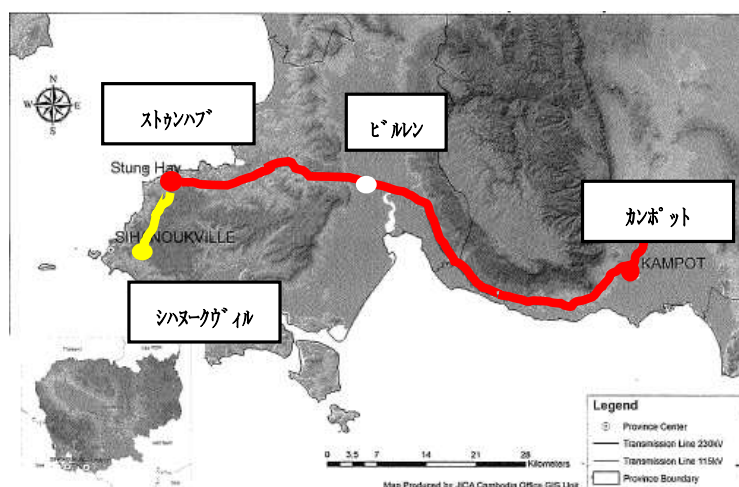 N
W
E
S
ｽﾄｩﾝﾊﾌﾞ
ﾋﾞﾙﾚﾝ
Stung Hav
ｶﾝﾎﾟｯﾄ
SIHANOUKVILLE
KAMPOT
ｼﾊﾇｰｸｳﾞｨﾙ
Legend
Province Center
Transmission Line 230kV
Transmission Line 115kV
Province Boundary
0 3.5 7 14 21 28
Kilometers
Map Produced by JICA Cambodia Office GIS Unit